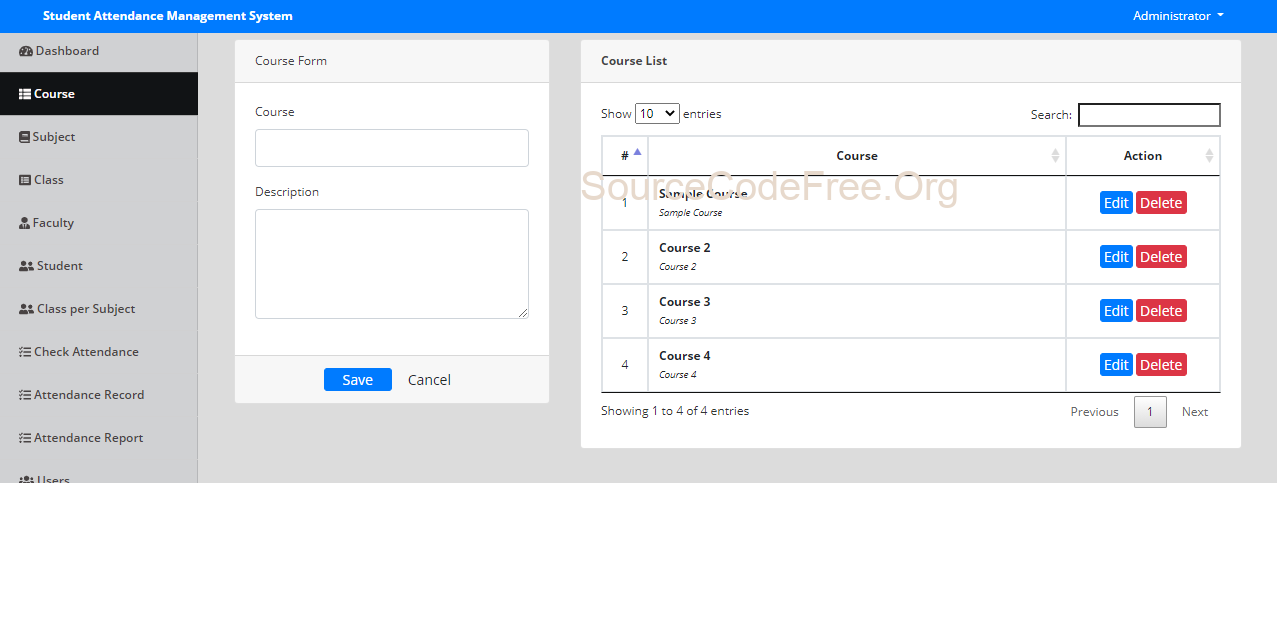 Student Attendance Management System
Administrator
Dashboard
Course
Subject
Class
Faculty
Student
Class per Subject
Check Attendance
Attendance Record
Attendance Report
Users
Course Form
Course
Description
Save Cancel
Course List
Show 10 entries Search:
# Course Action
SourceCodeFree.Org
1 Sample Course Edit Delete
Sample Course
2 Course 2 Edit Delete
Course 2
3 Course 3 Edit Delete
Course 3
4 Course 4 Edit Delete
Course 4
Showing 1 to 4 of 4 entries Previous 1 Next